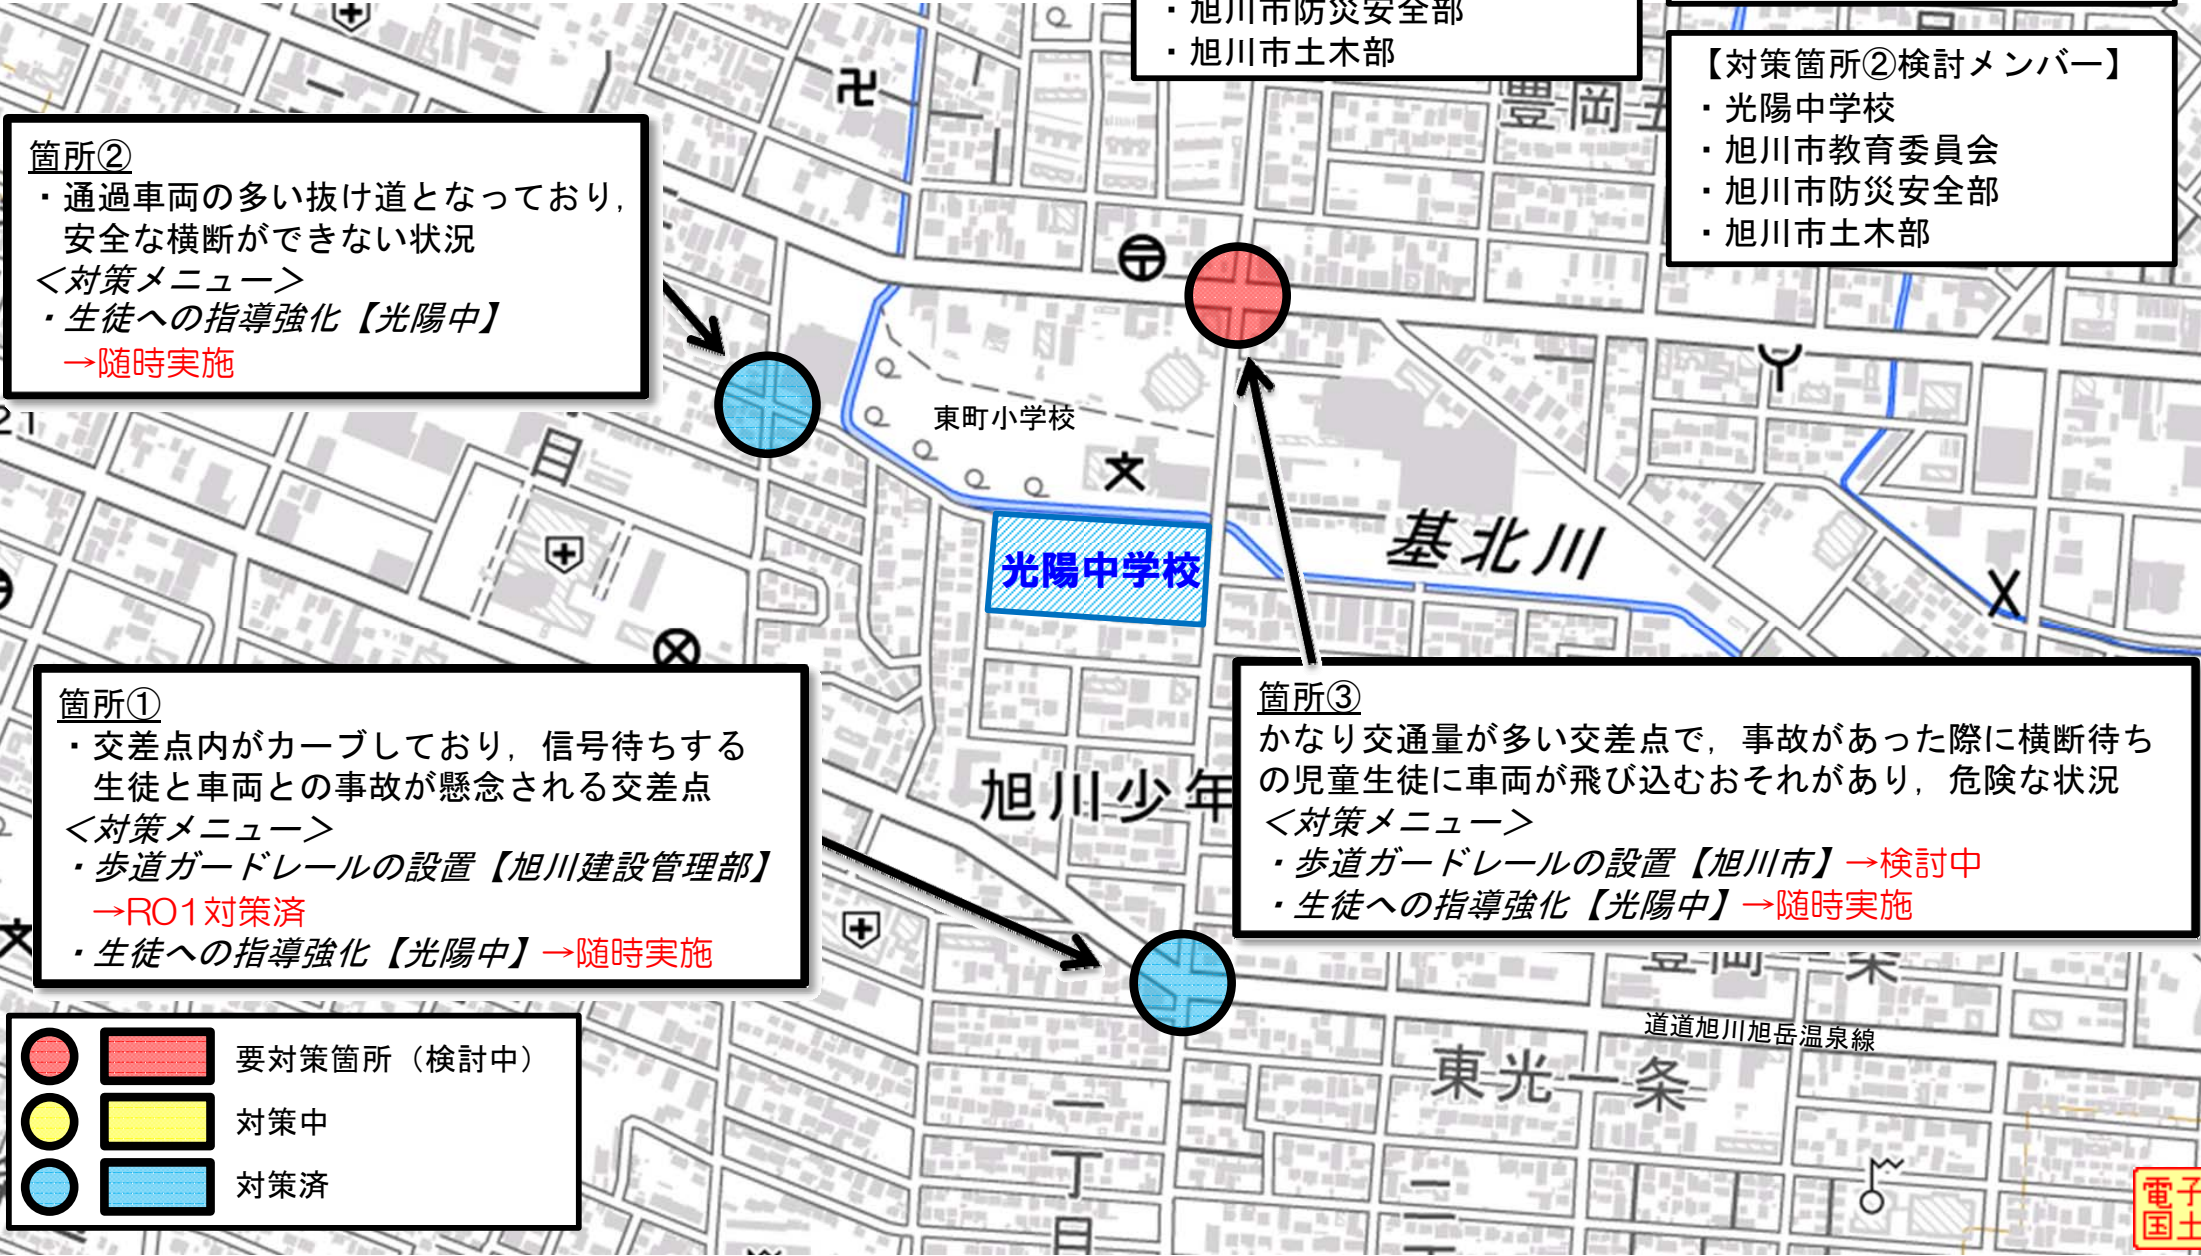 ・旭川市防災安全部
・旭川市土木部
【対策箇所②検討メンバー】
・光陽中学校
・旭川市教育委員会
・旭川市防災安全部
・旭川市土木部
箇所②
・通過車両の多い抜け道となっており，
安全な横断ができない状況
＜対策メニュー＞
・生徒への指導強化【光陽中】
→随時実施
豊岡五
東町小学校
光陽中学校
基北川
箇所①
・交差点内がカーブしており，信号待ちする
生徒と車両との事故が懸念される交差点
＜対策メニュー＞
・歩道ガードレールの設置【旭川建設管理部】
→R01対策済
・生徒への指導強化【光陽中】→随時実施
旭川少年
箇所③
かなり交通量が多い交差点で，事故があった際に横断待ち
の児童生徒に車両が飛び込むおそれがあり，危険な状況
＜対策メニュー＞
・歩道ガードレールの設置【旭川市】→検討中
・生徒への指導強化【光陽中】→随時実施
豊岡一条
道道旭川旭岳温泉線
東光一条
一丁目
二
要対策箇所（検討中）
対策中
対策済
電子
国土